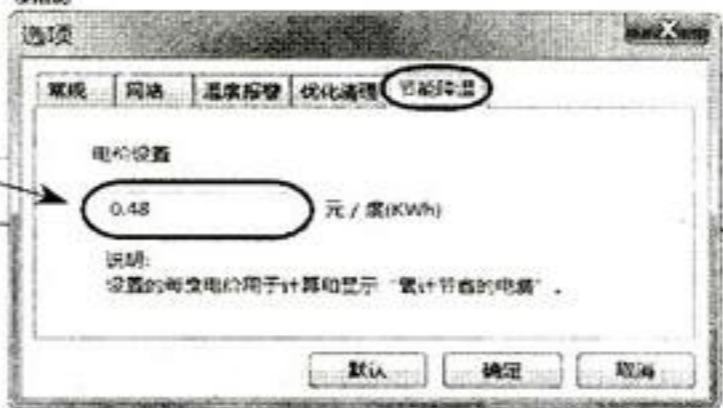 选项
常规 网络 温度报警 优化清理 节能降温
电价设置
0.48 元 / 度(KWh)
说明:
设置的每度电价用于计算和显示“累计节省的电费”。
默认 确定 取消